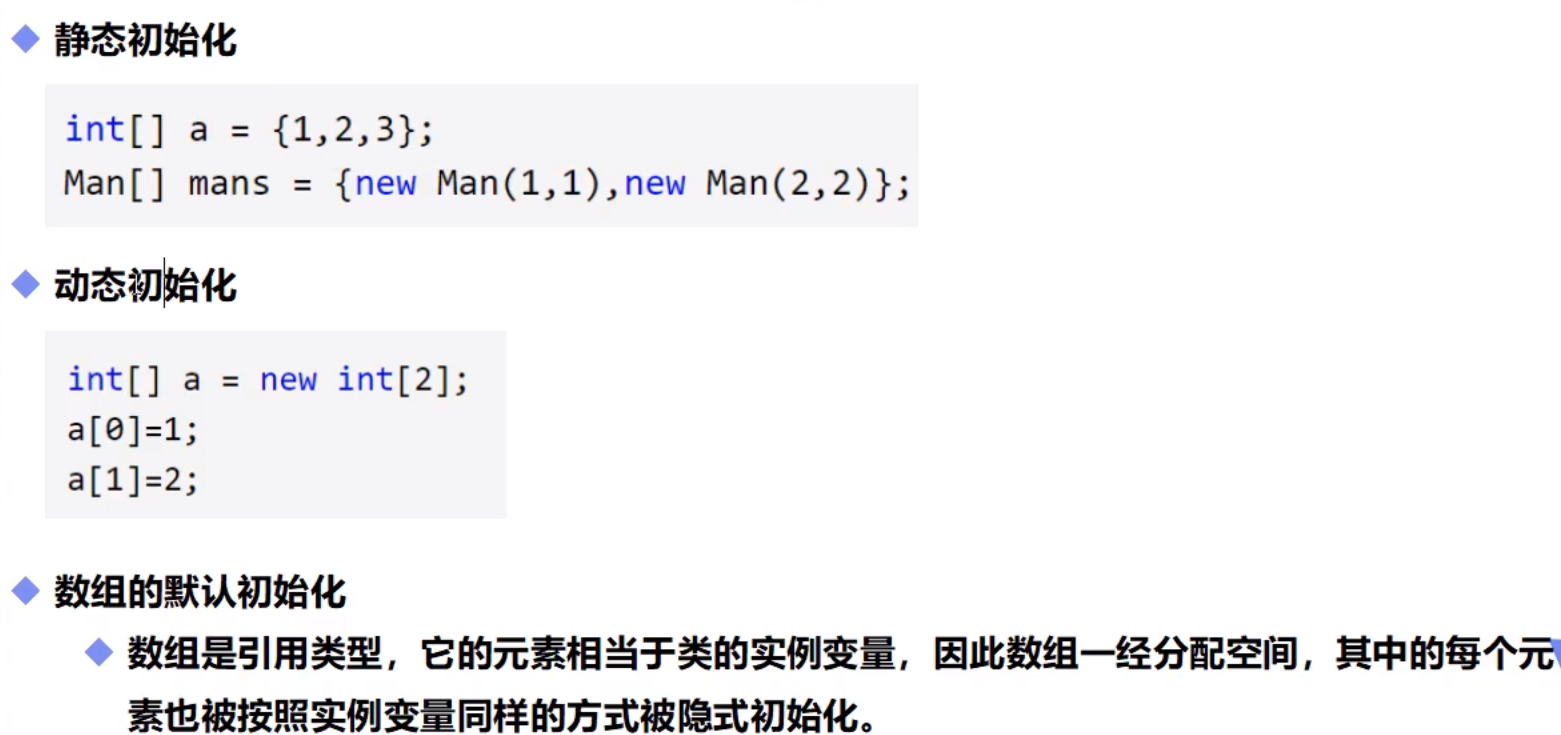 静态初始化
int[] a = {1,2,3};
Man[] mans = {new Man(1,1),new Man(2,2)};
动态初始化
int[] a = new int[2];
a[0]=1;
a[1]=2;
数组的默认初始化
数组是引用类型，它的元素相当于类的实例变量，因此数组一经分配空间，其中的每个元
素也被按照实例变量同样的方式被隐式初始化。